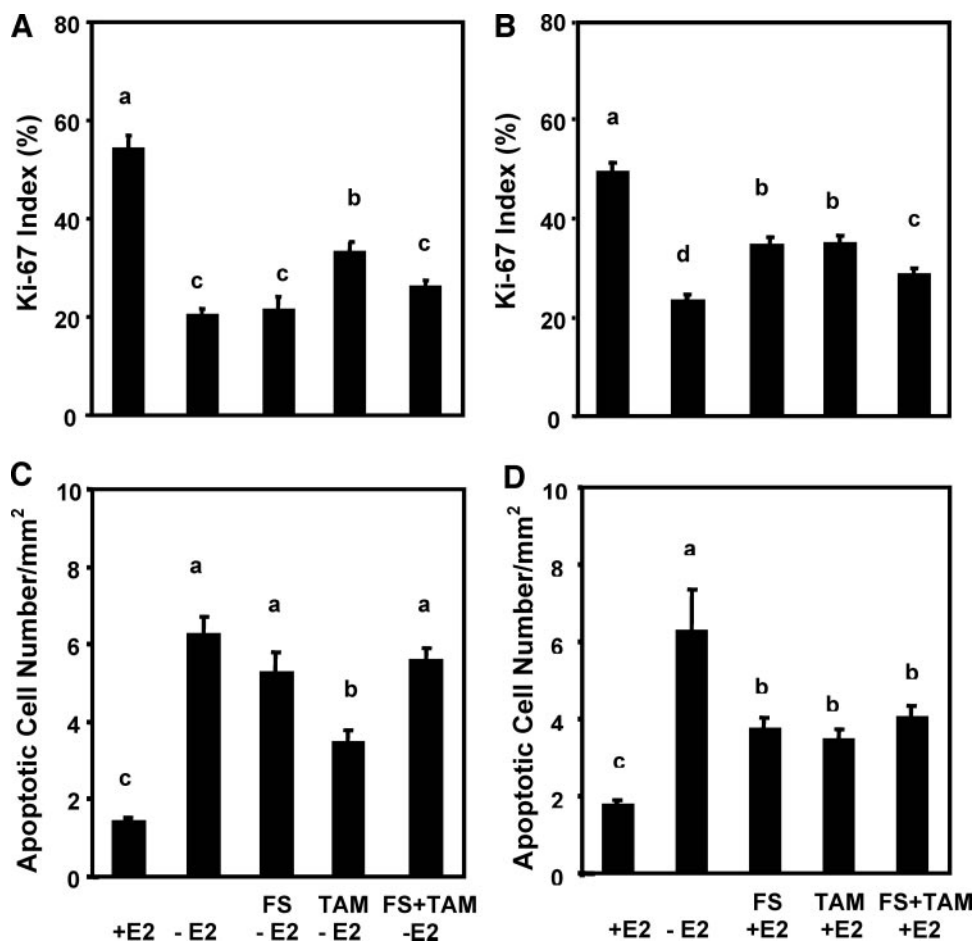 A
B
80
60
40
20
0
Ki-67 Index (%)
a
c
c
b
c
80
60
40
20
0
Ki-67 Index (%)
a
d
b
b
c
C
D
10
8
6
4
2
0
Apoptotic Cell Number/mm²
c
a
a
b
a
10
8
6
4
2
0
Apoptotic Cell Number/mm²
c
a
b
b
b
FS TAM FS+TAM
+E2 - E2 - E2 - E2 -E2
FS TAM FS+TAM
+E2 - E2 +E2 +E2 +E2